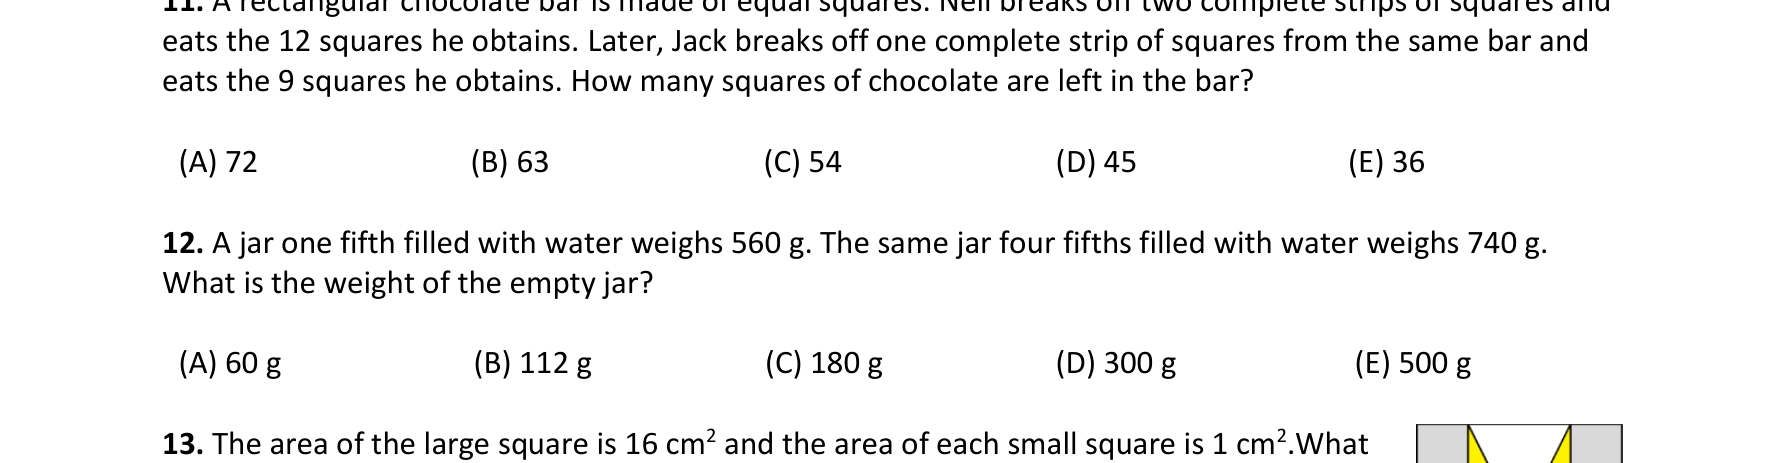 11. A rectangular chocolate bar is made of equal squares. Neil breaks off two complete strips of squares and
eats the 12 squares he obtains. Later, Jack breaks off one complete strip of squares from the same bar and
eats the 9 squares he obtains. How many squares of chocolate are left in the bar?
(A) 72 (B) 63 (C) 54 (D) 45 (E) 36
12. A jar one fifth filled with water weighs 560 g. The same jar four fifths filled with water weighs 740 g.
What is the weight of the empty jar?
(A) 60 g (B) 112 g (C) 180 g (D) 300 g (E) 500 g
13. The area of the large square is 16 cm² and the area of each small square is 1 cm².What